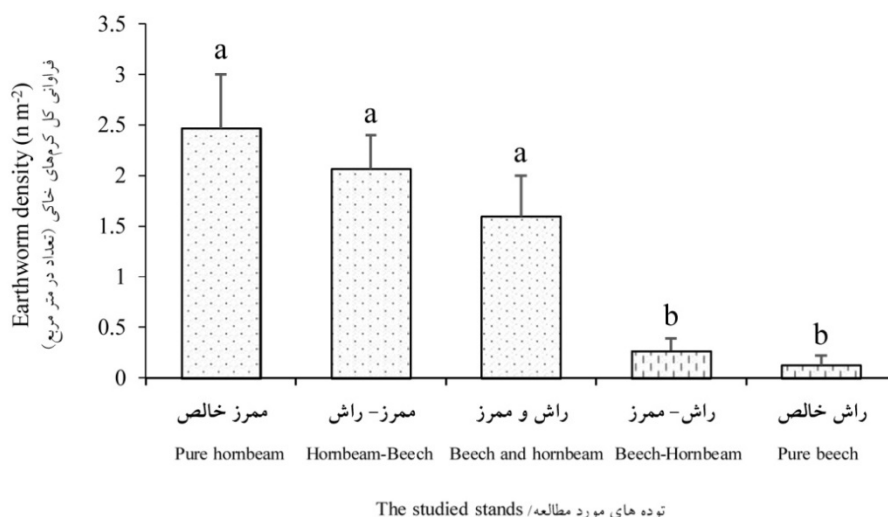 Earthworm density (n m-2)
فراوانی کل کرم‌های خاکی (تعداد در متر مربع)
3.5
3
2.5
2
1.5
1
0.5
0
a
a
a
b
b
ممرز خالص
ممرز- راش
راش و ممرز
راش- ممرز
راش خالص
Pure hornbeam
Hornbeam-Beech
Beech and hornbeam
Beech-Hornbeam
Pure beech
The studied stands/ توده های مورد مطالعه